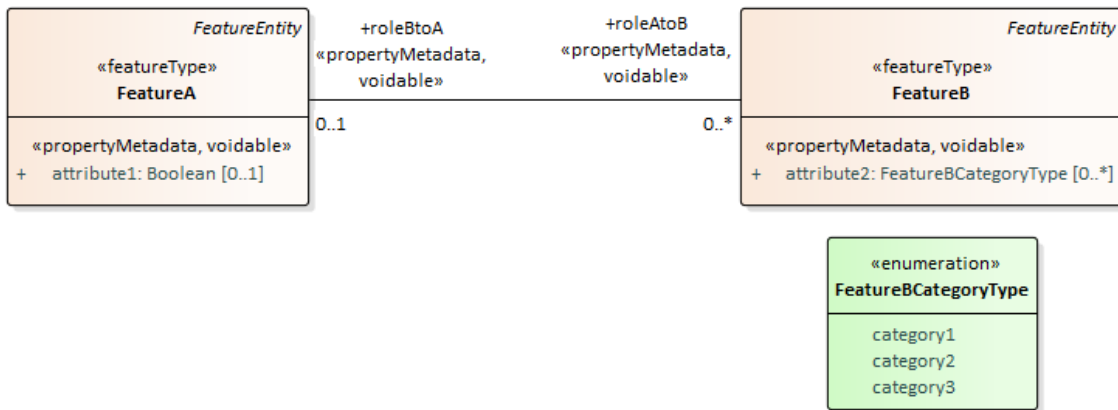 FeatureEntity
«featureType»
FeatureA
«propertyMetadata, voidable»
+ attribute1: Boolean [0..1]
+roleBtoA
«propertyMetadata,
voidable»
0..1
+roleAtoB
«propertyMetadata,
voidable»
0..*
FeatureEntity
«featureType»
FeatureB
«propertyMetadata, voidable»
+ attribute2: FeatureBCategoryType [0..*]
«enumeration»
FeatureBCategoryType
category1
category2
category3